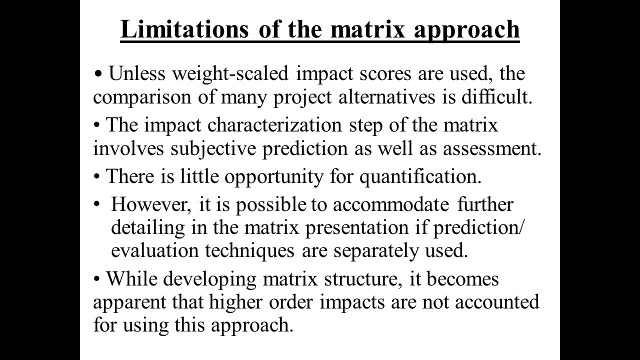 Limitations of the matrix approach
• Unless weight-scaled impact scores are used, the
comparison of many project alternatives is difficult.
• The impact characterization step of the matrix
involves subjective prediction as well as assessment.
• There is little opportunity for quantification.
• However, it is possible to accommodate further
detailing in the matrix presentation if prediction/
evaluation techniques are separately used.
• While developing matrix structure, it becomes
apparent that higher order impacts are not accounted
for using this approach.